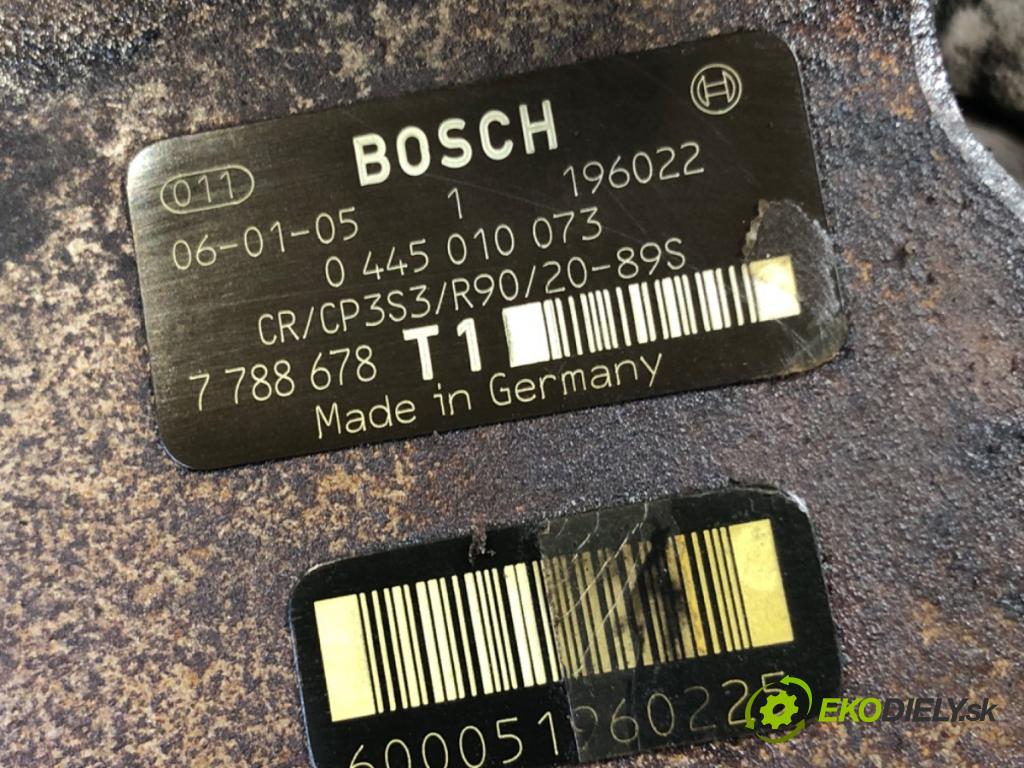 BOSCH
011
06-01-05 1 196022
0 445 010 073
CR/CP3S3/R90/20-89S
7 788 678 T1
Made in Germany
600051960225
EKODIELY.sk